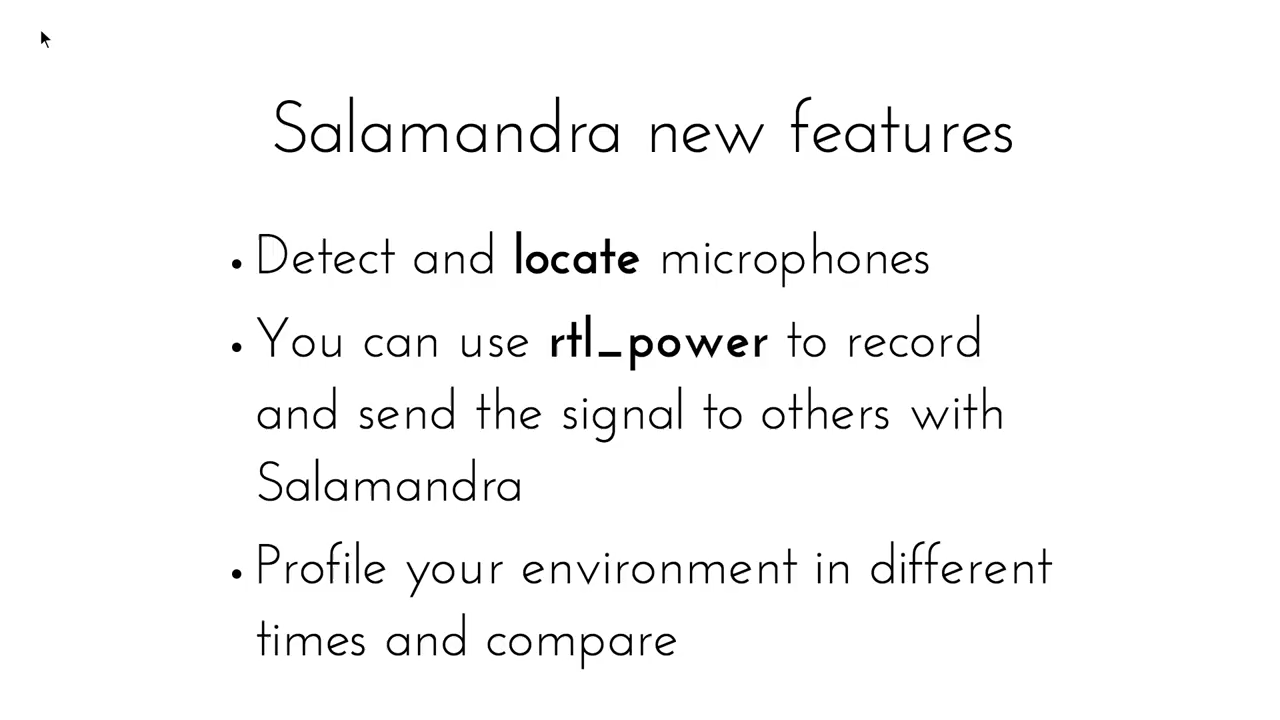 Salamandra new features
• Detect and locate microphones
• You can use rtl_power to record
and send the signal to others with
Salamandra
• Profile your environment in different
times and compare